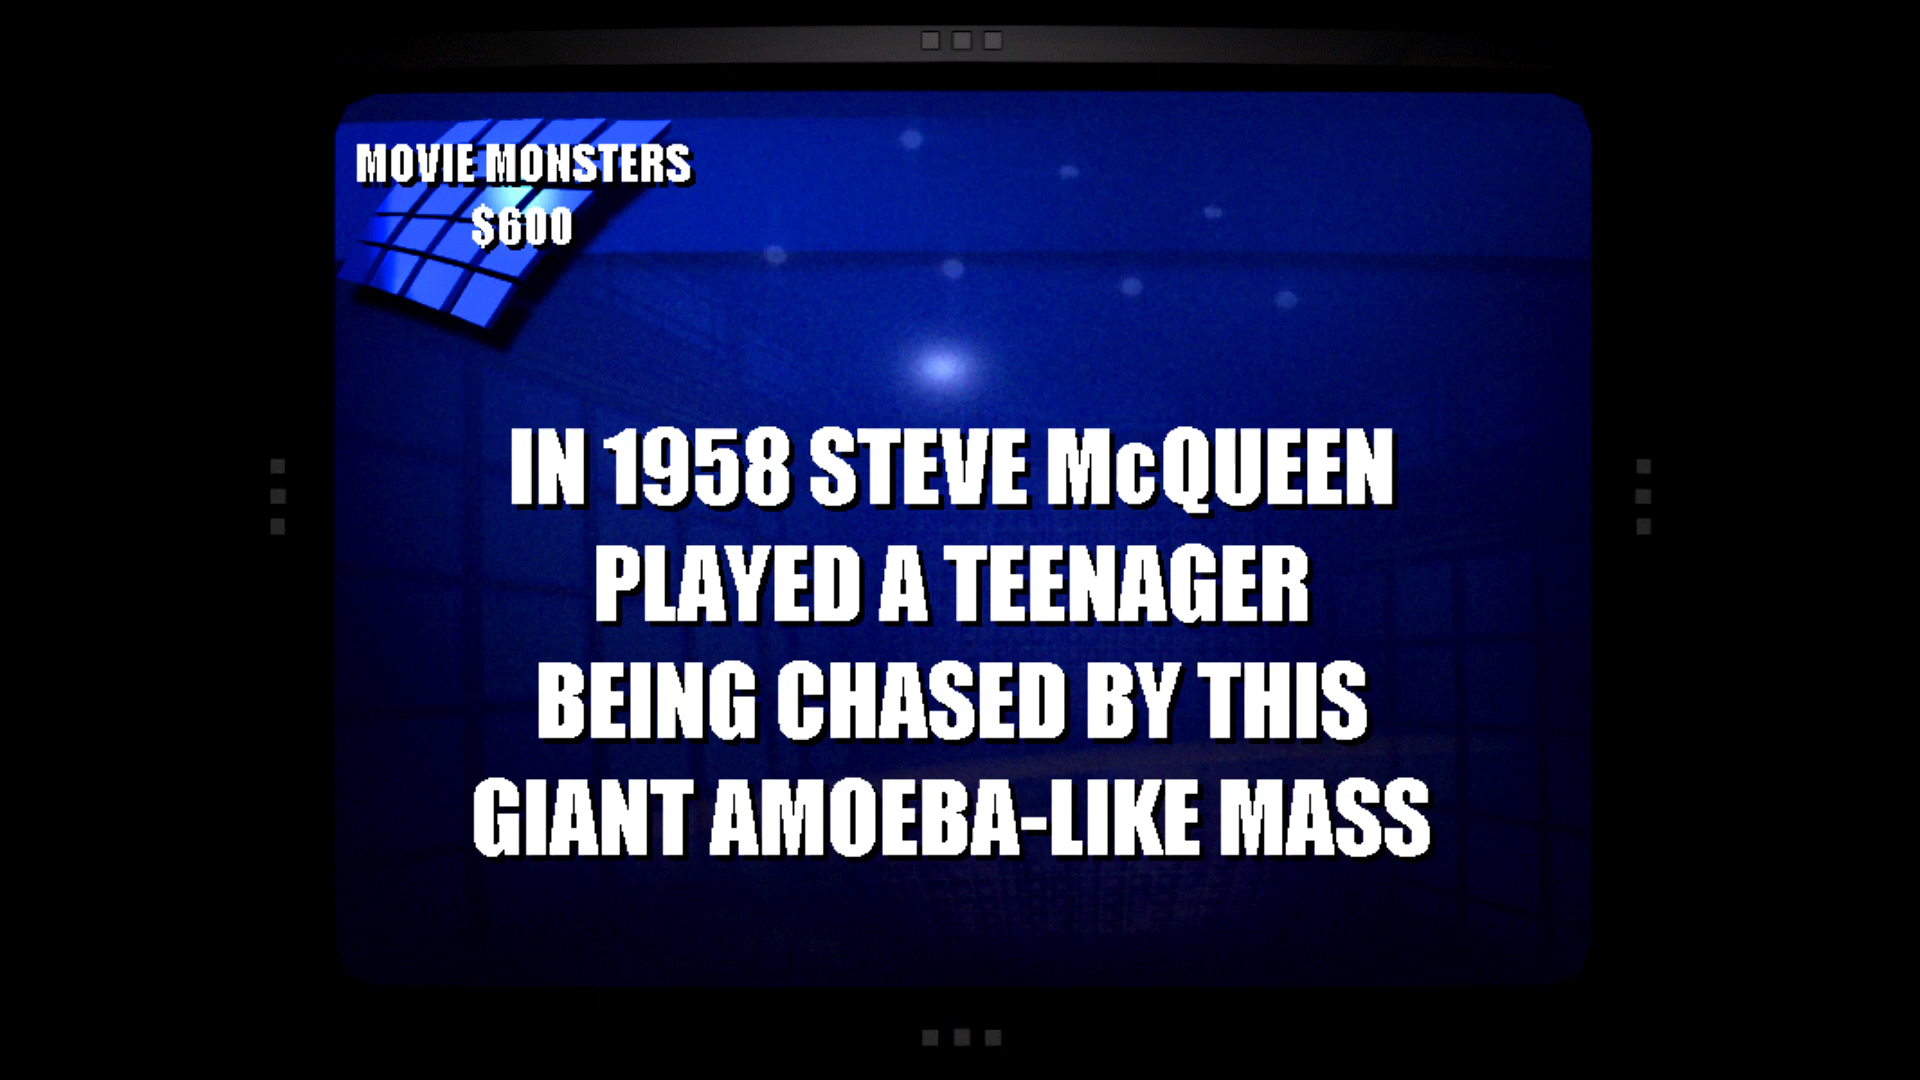 MOVIE MONSTERS
$600
IN 1958 STEVE McQUEEN
PLAYED A TEENAGER
BEING CHASED BY THIS
GIANT AMOEBA-LIKE MASS